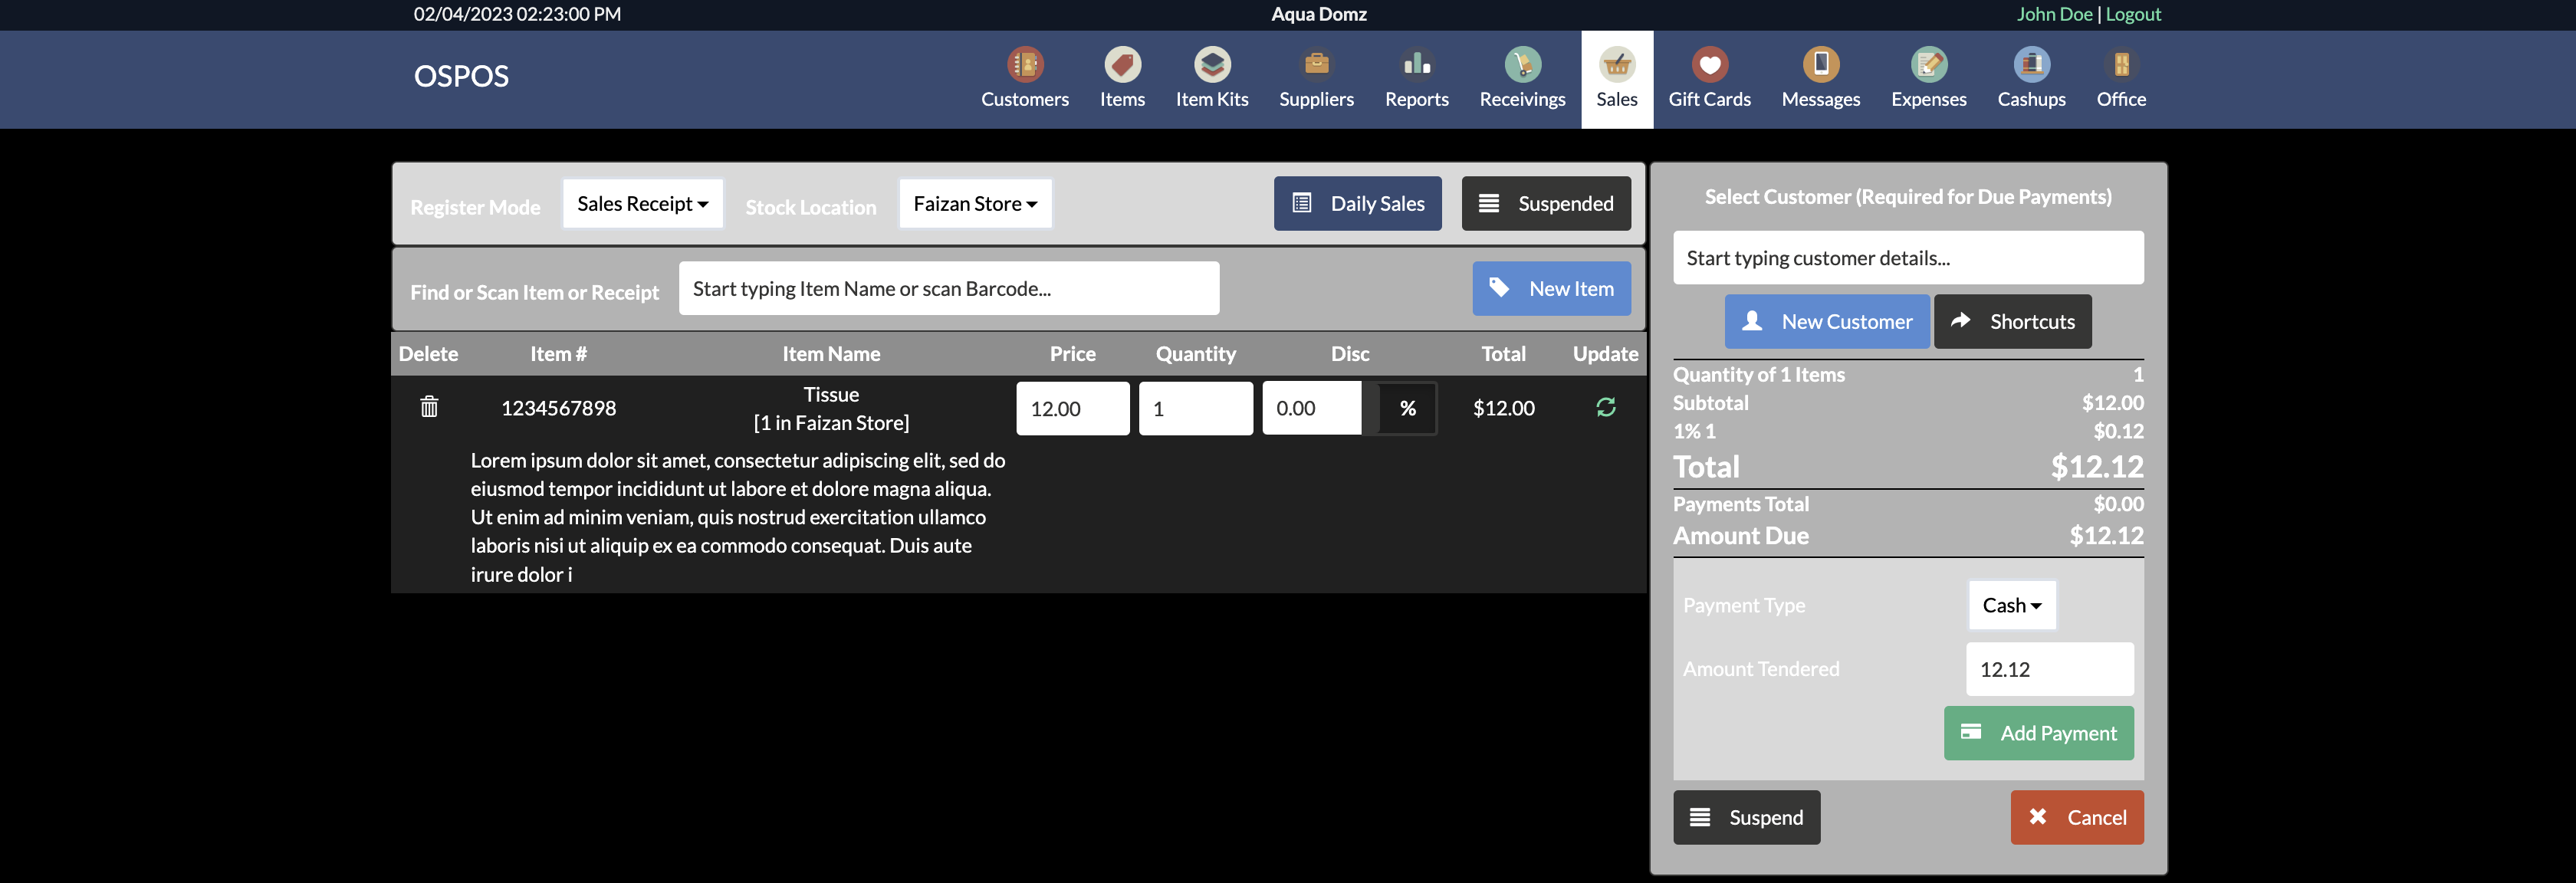 02/04/2023 02:23:00 PM
Aqua Domz
John Doe | Logout
OSPOS
Customers
Items
Item Kits
Suppliers
Reports
Receivings
Sales
Gift Cards
Messages
Expenses
Cashups
Office
Register Mode
Sales Receipt
Stock Location
Faizan Store
Daily Sales
Suspended
Find or Scan Item or Receipt
Start typing Item Name or scan Barcode...
New Item
Delete Item # Item Name Price Quantity Disc Total Update
1234567898
Tissue
[1 in Faizan Store]
12.00
1
0.00
%
$12.00
Lorem ipsum dolor sit amet, consectetur adipiscing elit, sed do
eiusmod tempor incididunt ut labore et dolore magna aliqua.
Ut enim ad minim veniam, quis nostrud exercitation ullamco
laboris nisi ut aliquip ex ea commodo consequat. Duis aute
irure dolor i
Select Customer (Required for Due Payments)
Start typing customer details...
New Customer
Shortcuts
Quantity of 1 Items 1
Subtotal $12.00
1% 1 $0.12
Total $12.12
Payments Total $0.00
Amount Due $12.12
Payment Type Cash
Amount Tendered 12.12
Add Payment
Suspend
Cancel